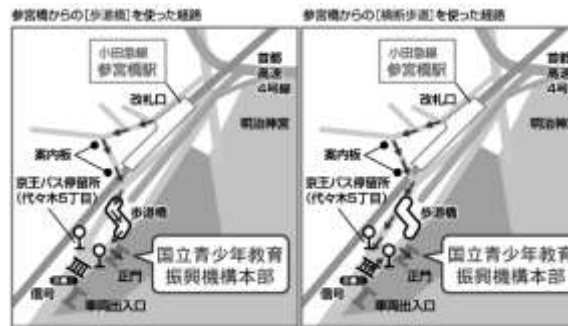 参宮橋からの[歩道橋]を使った経路
小田急線
参宮橋駅
首都
高速
4号線
改札口
明治神宮
案内板
京王バス停留所
(代々木5丁目)
歩道橋
国立青少年教育
振興機構本部
正門
信号
車両出入口
参宮橋からの[横断歩道]を使った経路
小田急線
参宮橋駅
首都
高速
4号線
改札口
明治神宮
案内板
京王バス停留所
(代々木5丁目)
歩道橋
国立青少年教育
振興機構本部
正門
信号
車両出入口